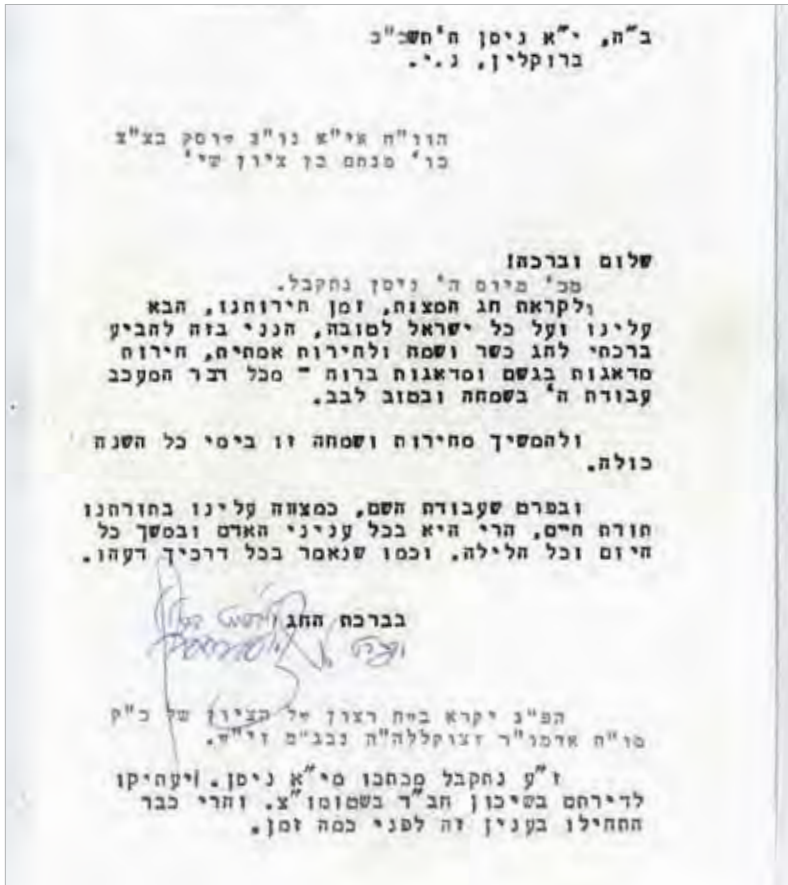 ב"ה, י"א ניסן ה'תשכ"ב
ברוקלין, נ.י.
הוו"ח אי"א נו"נ עוסק בצ"צ
כו' מנחם בן ציון שי'
שלום וברכה!
מכ' מיום ה' ניסן נתקבל.
לקראת חג המצות, זמן חירותנו, הבא
עלינו ועל כל ישראל לטובה, הנני בזה להביע
ברכתי לחג כשר ושמח ולחירות אמתית, חירות
מדאגות בגשם ומדאגות ברוח - מכל דבר המעכב
עבודת ה' בשמחה ובטוב לבב.
ולהמשיך מחירות ושמחה זו בימי כל השנה
כולה.
ובפרט שעבודת השם, כמצווה עלינו בתורתנו
תורת חיים, הרי היא בכל עניני האדם ובמשך כל
היום וכל הלילה. וכמו שנאמר בכל דרכיך דעהו.
בברכת החג
הפ"נ יקרא בעת רצון על הציון של כ"ק
מו"ח אדמו"ר זצוקללה"ה נבג"מ זי"ע.
ז"ע נתקבל מכתבו מי"א ניסן. ויעתיקו
לדירתם בשיכון חב"ד בשטומו"צ. והרי כבר
התחילו בענין זה לפני כמה זמן.